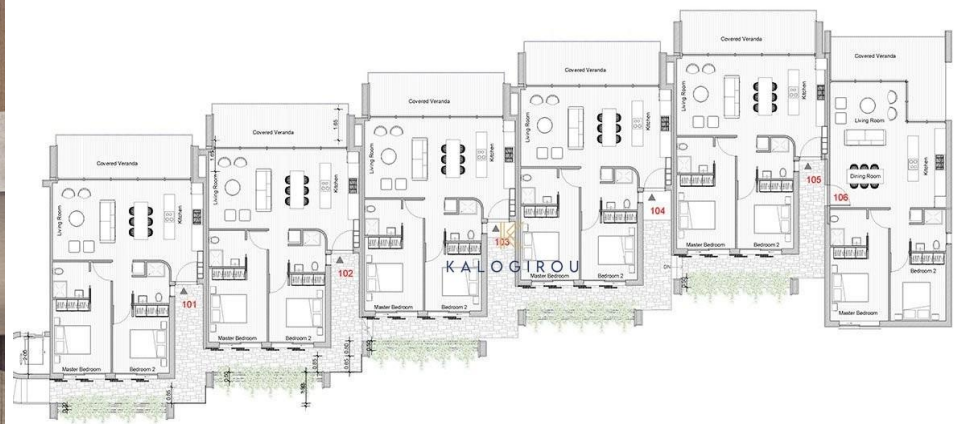 Covered Veranda
Living Room
Kitchen
Master Bedroom
Bedroom 2
101
Covered Veranda
Living Room
Kitchen
Master Bedroom
Bedroom 2
102
Covered Veranda
Living Room
Kitchen
Master Bedroom
Bedroom 2
103
Covered Veranda
Living Room
Kitchen
Master Bedroom
Bedroom 2
104
Covered Veranda
Living Room
Kitchen
Master Bedroom
Bedroom 2
105
Covered Veranda
Living Room
Dining Room
Kitchen
Master Bedroom
Bedroom 2
106
KALOGIROU
DN